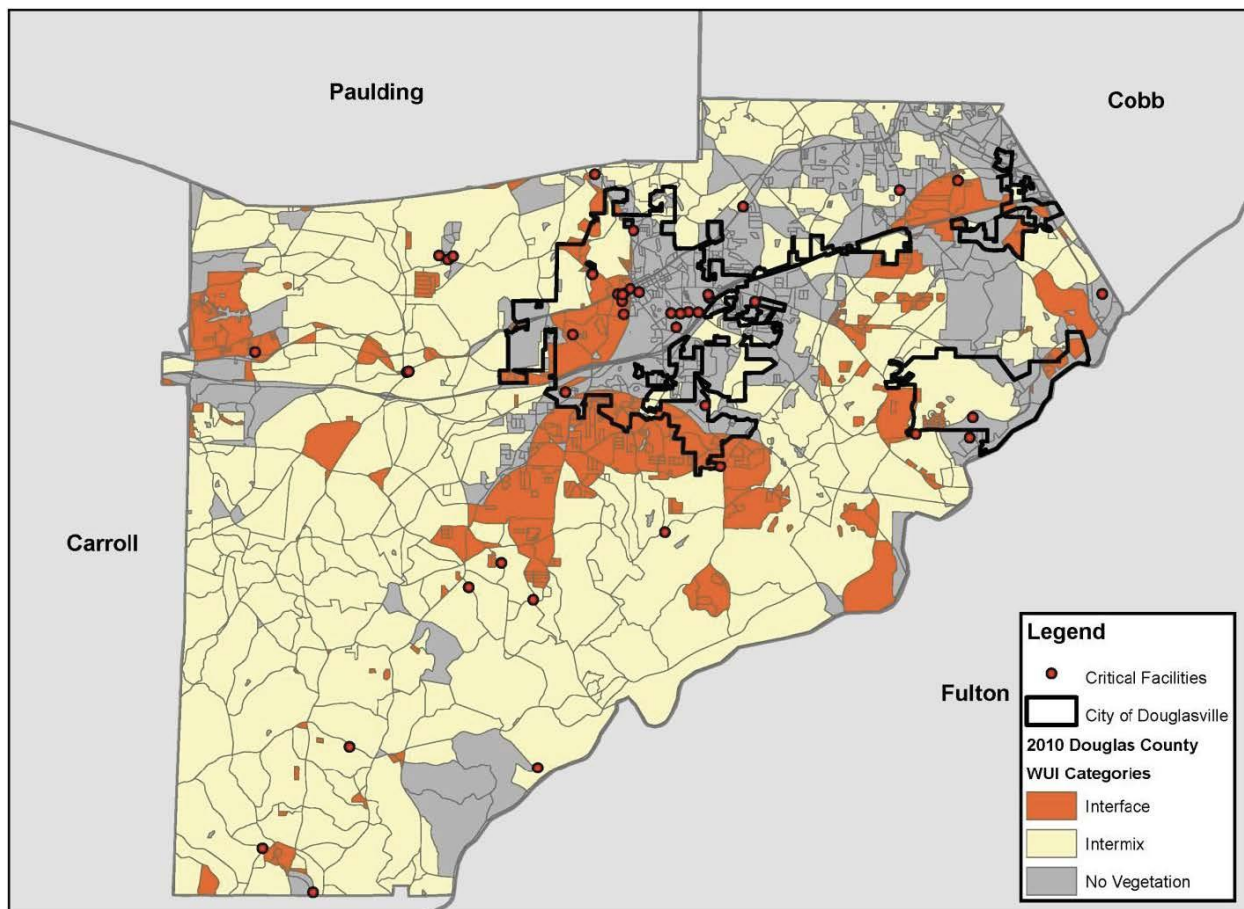 Paulding
Cobb
Carroll
Fulton
Legend
Critical Facilities
City of Douglasville
2010 Douglas County
WUI Categories
Interface
Intermix
No Vegetation